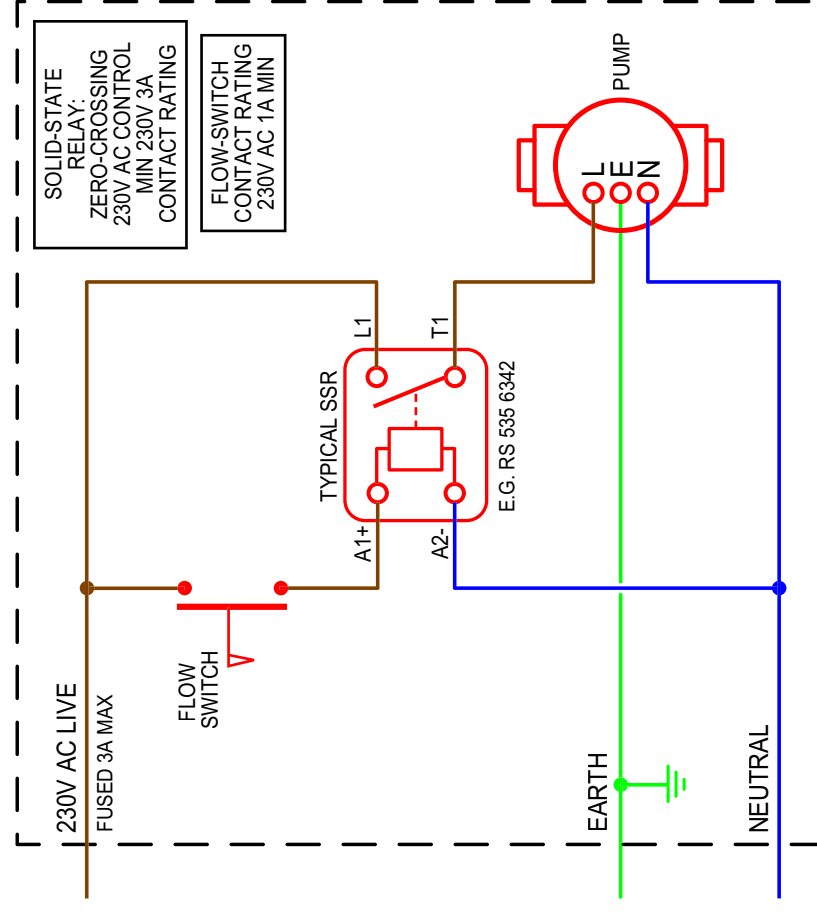 SOLID-STATE
RELAY:
ZERO-CROSSING
230V AC CONTROL
MIN 230V 3A
CONTACT RATING
FLOW-SWITCH
CONTACT RATING
230V AC 1A MIN
PUMP
L
E
N
L1
T1
TYPICAL SSR
E.G. RS 535 6342
A1+
A2-
FLOW
SWITCH
230V AC LIVE
FUSED 3A MAX
EARTH
NEUTRAL